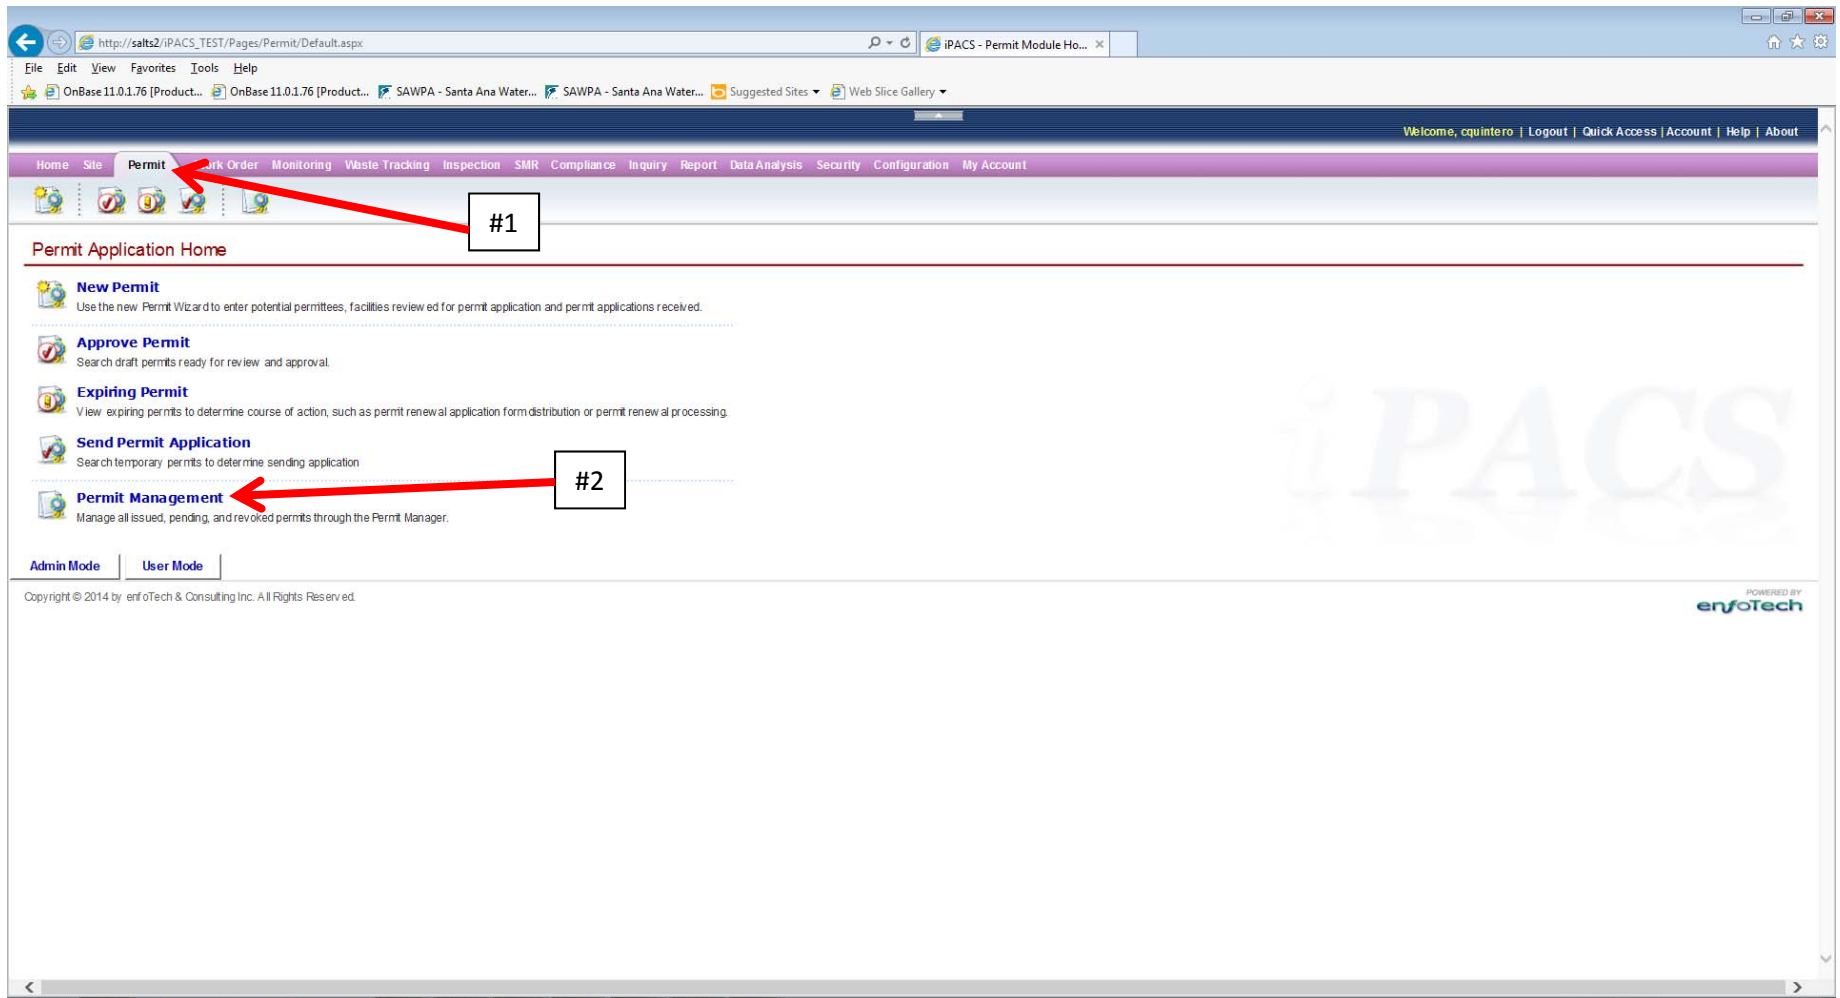 http://salts2/iPACS_TEST/Pages/Permit/Default.aspx
iPACS - Permit Module Ho...
File Edit View Favorites Tools Help
OnBase 11.0.1.76 [Product... OnBase 11.0.1.76 [Product... SAWPA - Santa Ana Water... SAWPA - Santa Ana Water... Suggested Sites Web Slice Gallery
Welcome, cquintero | Logout | Quick Access | Account | Help | About
Home Site Permit Order Monitoring Waste Tracking Inspection SMR Compliance Inquiry Report Data Analysis Security Configuration My Account
#1
Permit Application Home
New Permit
Use the new Permit Wizard to enter potential permittees, facilities reviewed for permit application and permit applications received.
Approve Permit
Search draft permits ready for review and approval.
Expiring Permit
View expiring permits to determine course of action, such as permit renewal application form distribution or permit renewal processing.
Send Permit Application
Search temporary permits to determine sending application
#2
Permit Management
Manage all issued, pending, and revoked permits through the Permit Manager.
iPACS
Admin Mode User Mode
Copyright © 2014 by enfoTech & Consulting Inc. All Rights Reserved.
POWERED BY
enfoTech